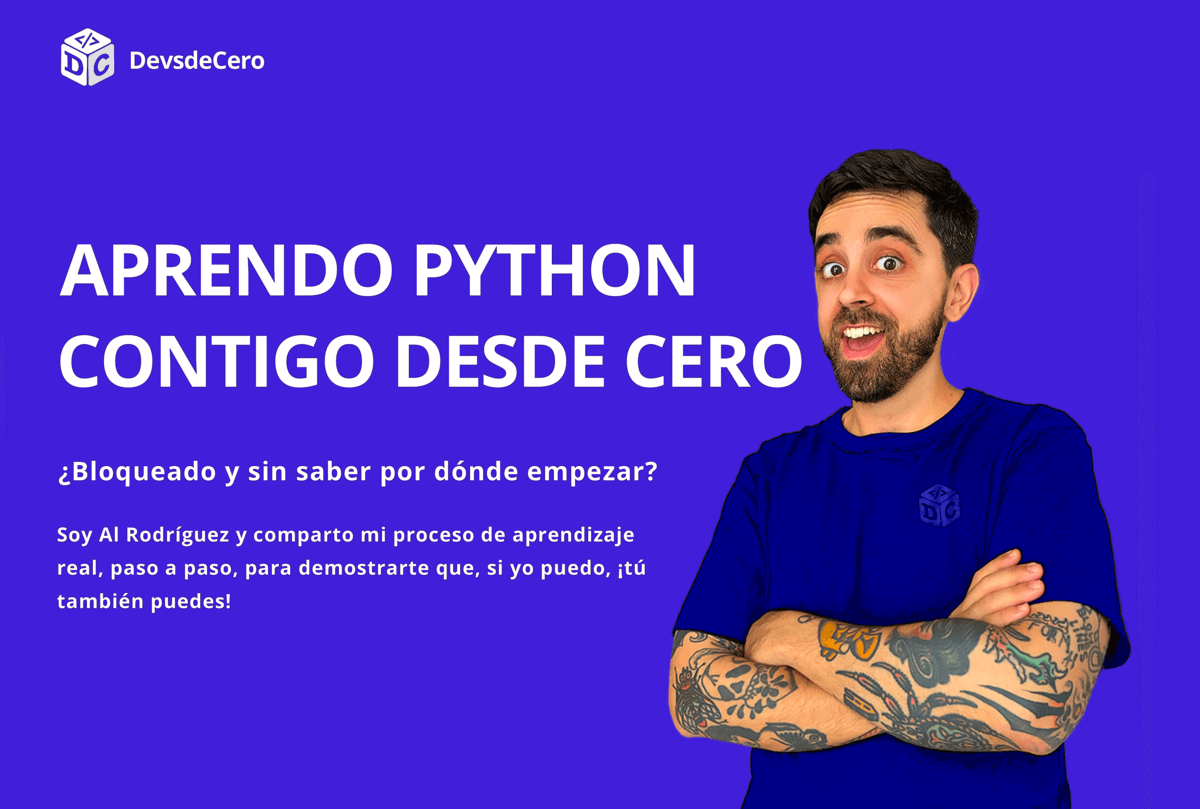 </>
D C
DevsdeCero
APRENDO PYTHON
CONTIGO DESDE CERO
¿Bloqueado y sin saber por dónde empezar?
Soy Al Rodríguez y comparto mi proceso de aprendizaje
real, paso a paso, para demostrarte que, si yo puedo, ¡tú
también puedes!
</>
D C